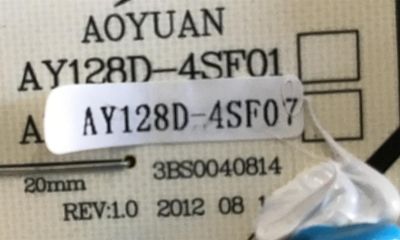 AOYUAN
AY128D-4SF01
AY128D-4SF07
A
20mm
3BS0040814
REV:1.0 2012 08